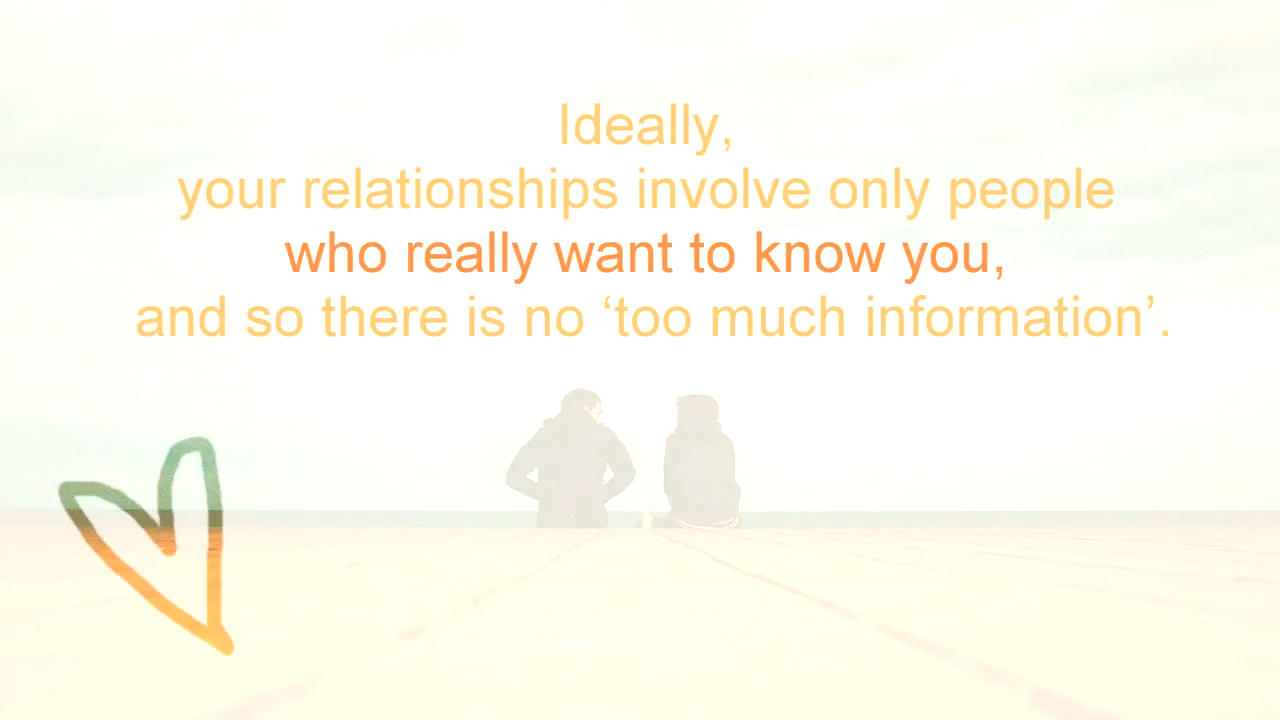 Ideally,
your relationships involve only people
who really want to know you,
and so there is no ‘too much information’.